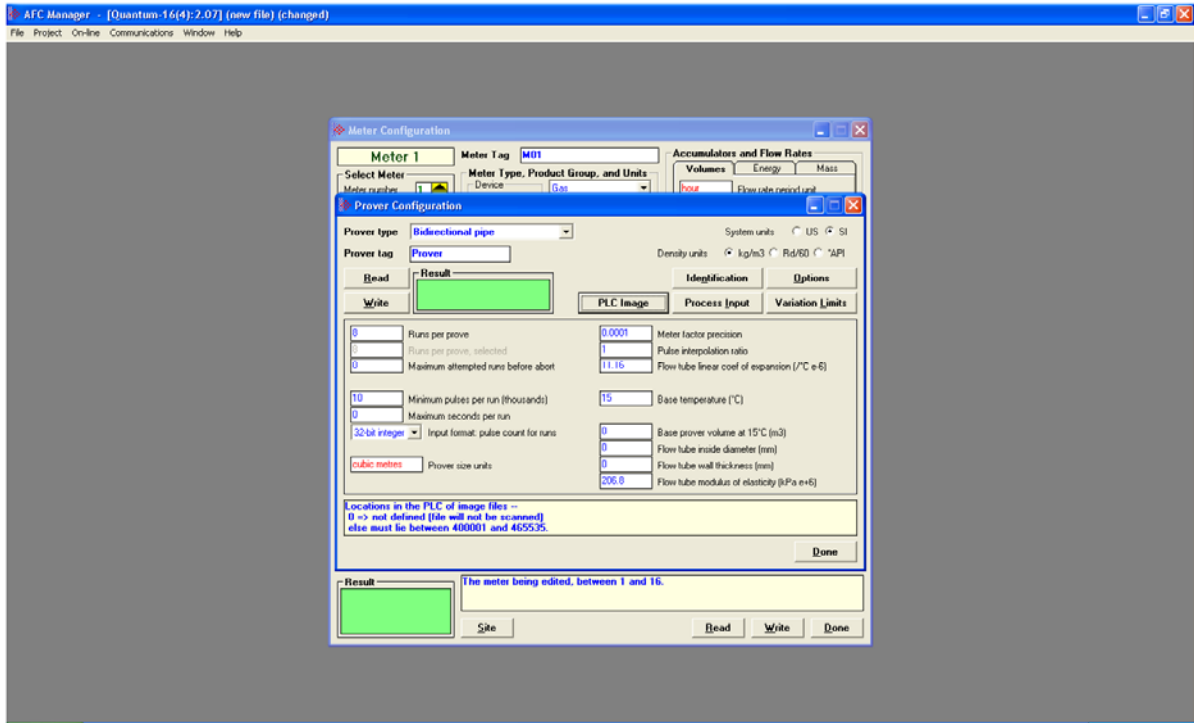 AFC Manager - [Quantum-16(4):2.07] (new file) (changed)
File Project On-line Communications Window Help
Meter Configuration
Meter 1
Meter Tag M01
Accumulators and Flow Rates
Volumes Energy Mass
Select Meter
Meter Type, Product Group, and Units
Meter number 1
Device Gas
hour Flow rate period unit
Prover Configuration
Prover type Bidirectional pipe
System units US SI
Prover tag Prover
Density units kg/m3 Rd/60 °API
Read
Result
Identification Options
Write
PLC Image Process Input Variation Limits
8 Runs per prove
0.0001 Meter factor precision
0 Runs per prove, selected
1 Pulse interpolation ratio
0 Maximum attempted runs before abort
11.16 Flow tube linear coef of expansion (/°C e-6)
10 Minimum pulses per run (thousands)
15 Base temperature (°C)
0 Maximum seconds per run
32-bit integer Input format: pulse count for runs
0 Base prover volume at 15°C (m3)
0 Flow tube inside diameter (mm)
cubic metres Prover size units
0 Flow tube wall thickness (mm)
206.8 Flow tube modulus of elasticity (kPa e+6)
Locations in the PLC of image files --
0 => not defined (file will not be scanned)
else must lie between 400001 and 465535.
Done
Result
The meter being edited, between 1 and 16.
Site Read Write Done